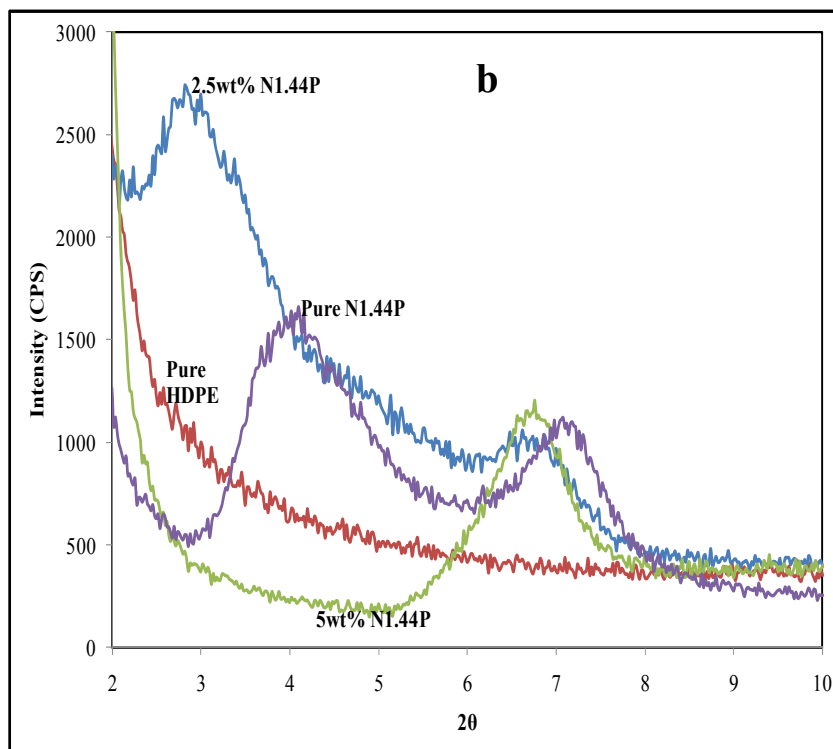 b
3000
2500
2000
1500
1000
500
0
Intensity (CPS)
2.5wt% N1.44P
Pure N1.44P
Pure
HDPE
5wt% N1.44P
2 3 4 5 6 7 8 9 10
2θ